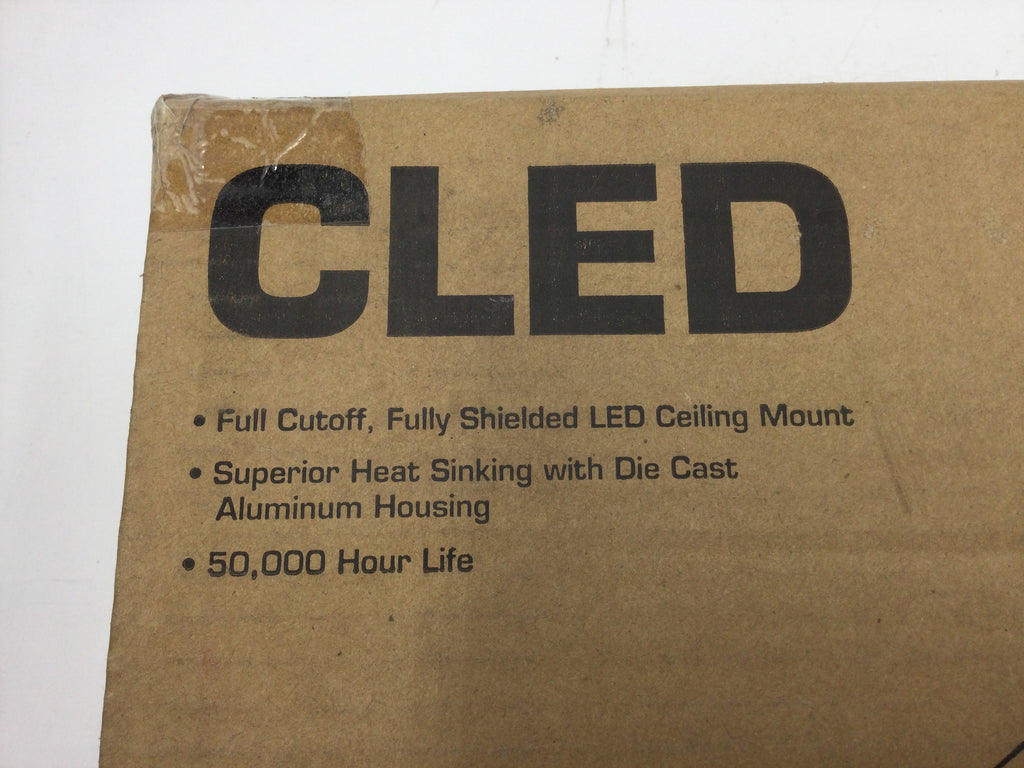 CLED
• Full Cutoff, Fully Shielded LED Ceiling Mount
• Superior Heat Sinking with Die Cast
Aluminum Housing
• 50,000 Hour Life